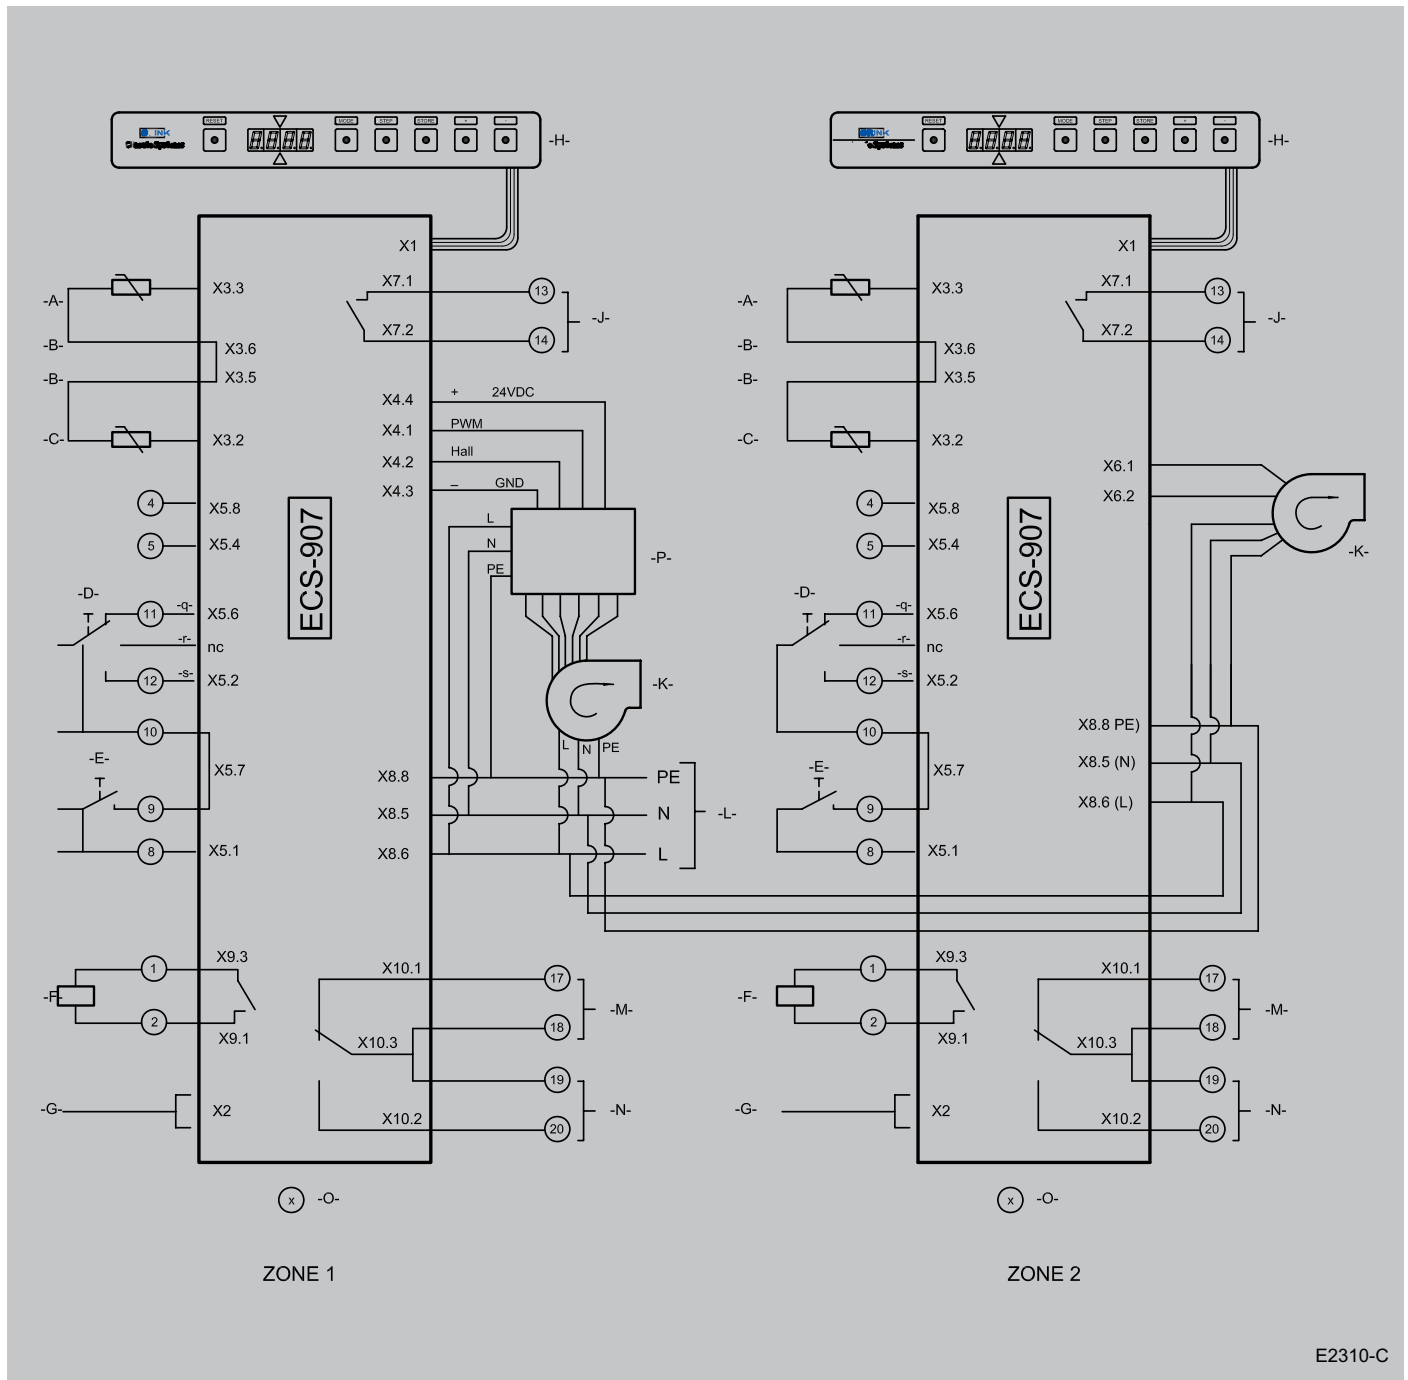 RESET MODE STEP STORE + -
INK
-H-
X1
-A-
X3.3
X7.1
13
-J-
X7.2
14
-B-
X3.6
-B-
X3.5
X4.4
+
24VDC
-C-
X3.2
X4.1
PWM
X4.2
Hall
X4.3
–
GND
4
X5.8
5
X5.4
ECS-907
L
N
PE
-P-
-D-
11
-q-
X5.6
-r-
nc
12
-s-
X5.2
-K-
10
X5.7
L
N
PE
-E-
9
8
X5.1
X8.8
PE
X8.5
N
-L-
X8.6
L
1
X9.3
-F-
2
X9.1
X10.1
17
-M-
18
X10.3
19
-N-
X10.2
20
-G-
X2
x
-O-
ZONE 1
RESET MODE STEP STORE + -
INK
-H-
X1
-A-
X3.3
X7.1
13
-J-
X7.2
14
-B-
X3.6
-B-
X3.5
-C-
X3.2
X6.1
X6.2
-K-
4
X5.8
5
X5.4
ECS-907
-D-
11
-q-
X5.6
-r-
nc
12
-s-
X5.2
10
X5.7
-E-
9
8
X5.1
X8.8 PE)
X8.5 (N)
X8.6 (L)
1
X9.3
-F-
2
X9.1
X10.1
17
-M-
18
X10.3
19
-N-
X10.2
20
-G-
X2
x
-O-
ZONE 2
E2310-C